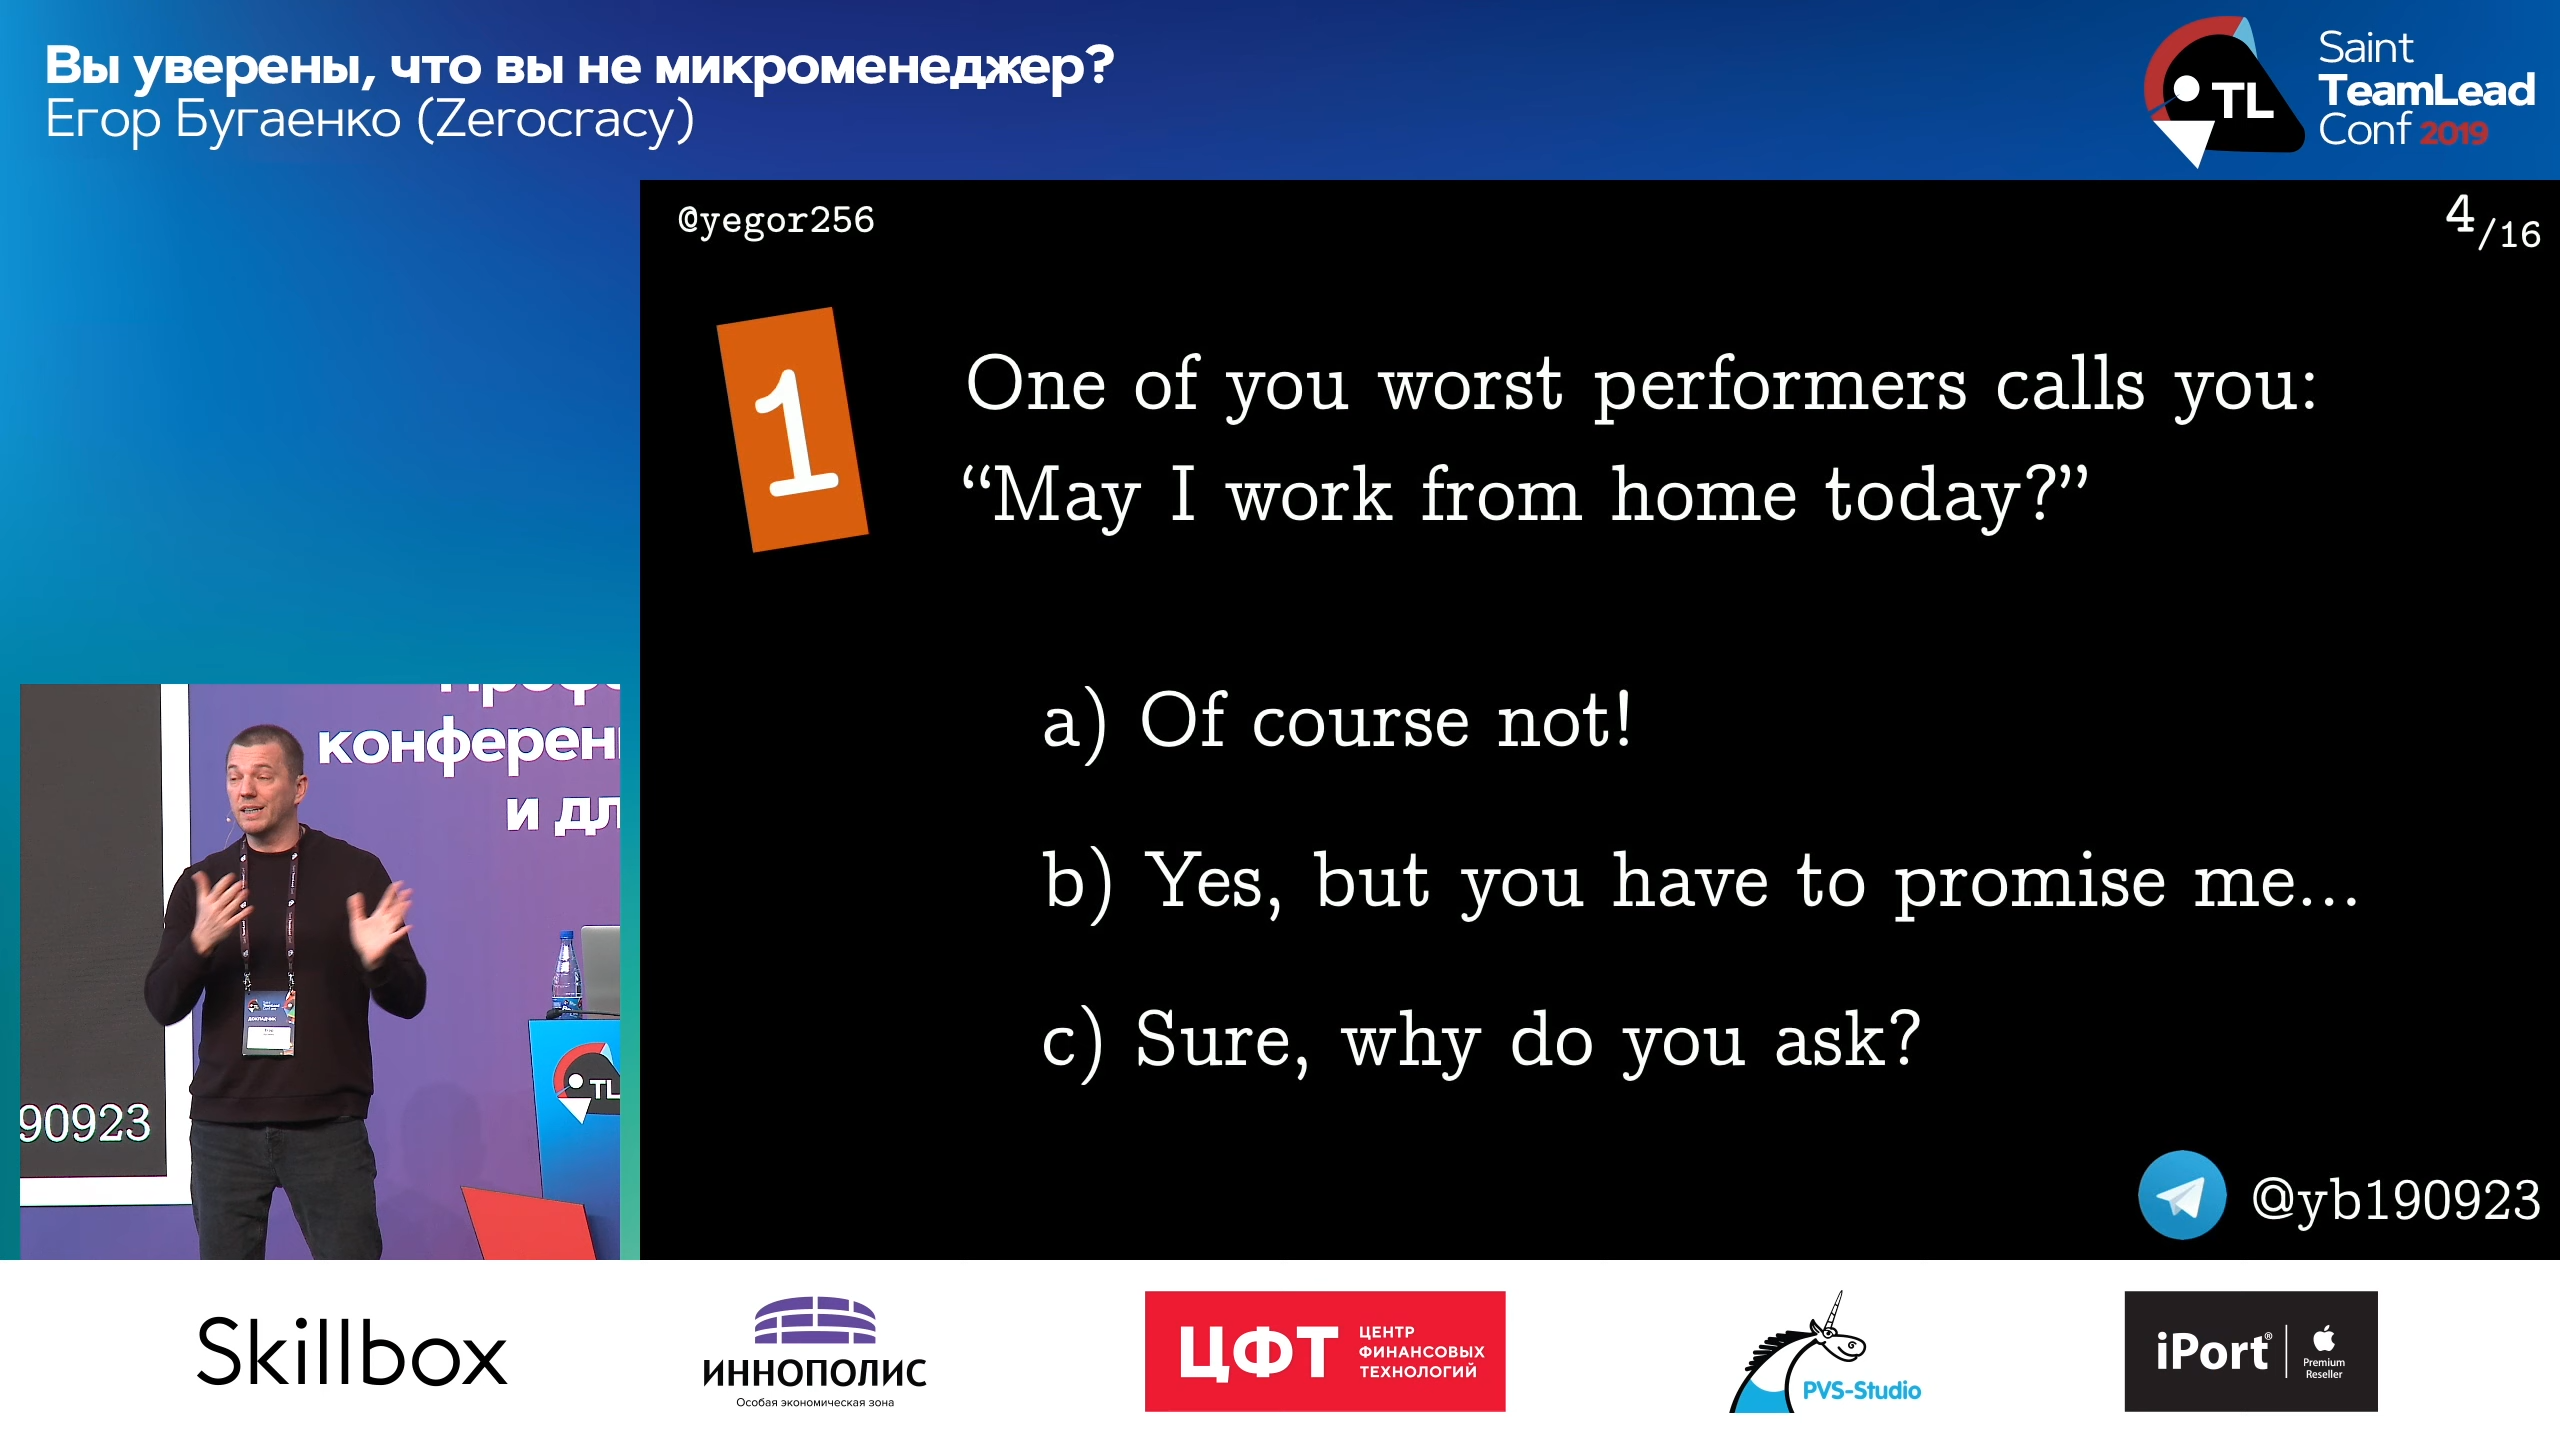 Вы уверены, что вы не микроменеджер?
Егор Бугаенко (Zerocracy)
TL
Saint
TeamLead
Conf 2019
@yegor256
4/16
1
One of you worst performers calls you:
“May I work from home today?”
a) Of course not!
b) Yes, but you have to promise me...
c) Sure, why do you ask?
@yb190923
конферен
и дл
90923
TL
Skillbox
ИННОПОЛИС
Особая экономическая зона
ЦФТ
ЦЕНТР
ФИНАНСОВЫХ
ТЕХНОЛОГИЙ
PVS-Studio
iPort®
Premium
Reseller